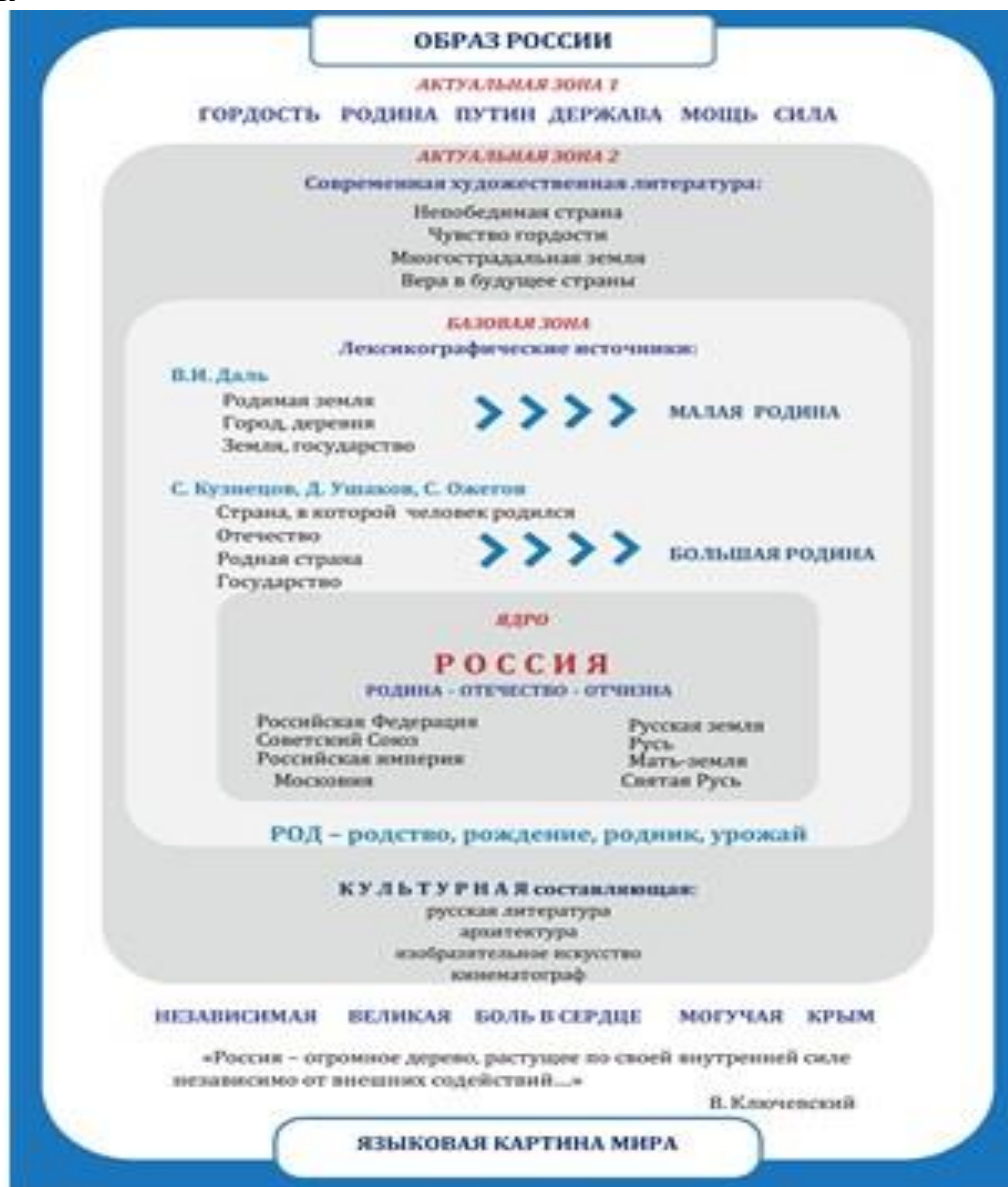 ОБРАЗ РОССИИ
АКТУАЛЬНАЯ ЗОНА 1
ГОРДОСТЬ РОДИНА ПУТИН ДЕРЖАВА МОЩЬ СИЛА
АКТУАЛЬНАЯ ЗОНА 2
Современная художественная литература:
Непобедимая страна
Чувство гордости
Многострадальная земля
Вера в будущее страны
БАЗОВАЯ ЗОНА
Лексикографические источники:
В.И. Даль
Родимая земля
Город, деревня
Земля, государство
> > > > МАЛАЯ РОДИНА
С. Кузнецов, Д. Ушаков, С. Ожегов
Страна, в которой человек родился
Отечество
Родная страна
Государство
> > > > БОЛЬШАЯ РОДИНА
ЯДРО
Р О С С И Я
РОДИНА - ОТЕЧЕСТВО - ОТЧИЗНА
Российская Федерация
Советский Союз
Российская империя
Московия
Русская земля
Русь
Мать-земля
Святая Русь
РОД – родство, рождение, родник, урожай
К У Л Ь Т У Р Н А Я составляющая:
русская литература
архитектура
изобразительное искусство
кинематограф
НЕЗАВИСИМАЯ ВЕЛИКАЯ БОЛЬ В СЕРДЦЕ МОГУЧАЯ КРЫМ
«Россия – огромное дерево, растущее по своей внутренней силе
независимо от внешних содействий...»
В. Ключевский
ЯЗЫКОВАЯ КАРТИНА МИРА